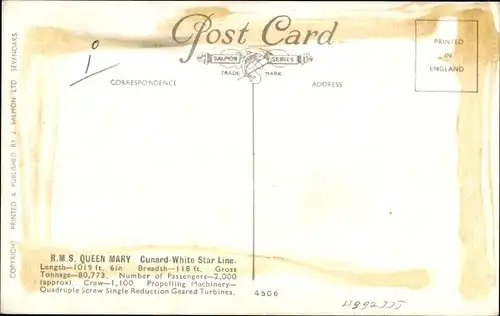 Post Card
SALMON SERIES
TRADE MARK.
PRINTED
IN
ENGLAND
CORRESPONDENCE
ADDRESS
COPYRIGHT PRINTED & PUBLISHED BY J. SALMON LTD SEVENOAKS
R.M.S. QUEEN MARY Cunard-White Star Line.
Length—1019 ft. 6in Breadth—118 ft. Gross
Tonnage—80,773. Number of Passengers—2,000
(approx). Crew—1,100. Propelling Machinery—
Quadruple Screw Single Reduction Geared Turbines.
4506